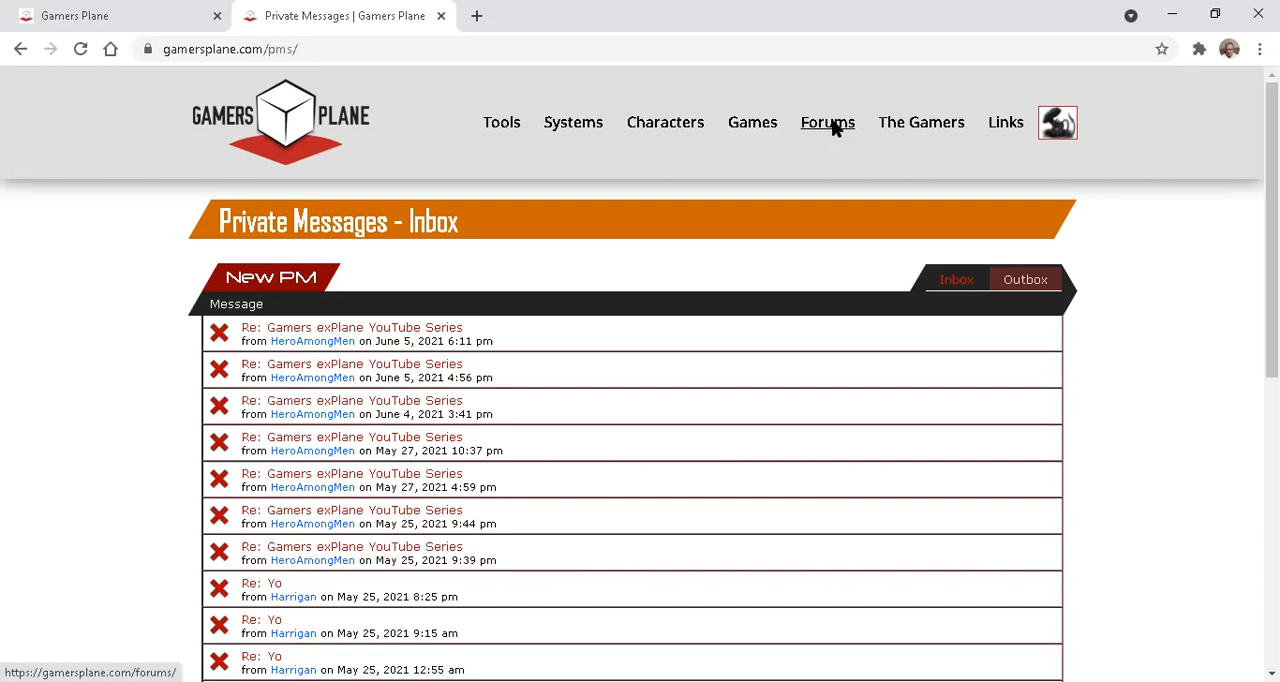 Gamers Plane
Private Messages | Gamers Plane
gamersplane.com/pms/
GAMERS PLANE
Tools Systems Characters Games Forums The Gamers Links
Private Messages - Inbox
New PM
Inbox Outbox
Message
Re: Gamers exPlane YouTube Series
from HeroAmongMen on June 5, 2021 6:11 pm
Re: Gamers exPlane YouTube Series
from HeroAmongMen on June 5, 2021 4:56 pm
Re: Gamers exPlane YouTube Series
from HeroAmongMen on June 4, 2021 3:41 pm
Re: Gamers exPlane YouTube Series
from HeroAmongMen on May 27, 2021 10:37 pm
Re: Gamers exPlane YouTube Series
from HeroAmongMen on May 27, 2021 4:59 pm
Re: Gamers exPlane YouTube Series
from HeroAmongMen on May 25, 2021 9:44 pm
Re: Gamers exPlane YouTube Series
from HeroAmongMen on May 25, 2021 9:39 pm
Re: Yo
from Harrigan on May 25, 2021 8:25 pm
Re: Yo
from Harrigan on May 25, 2021 9:15 am
Re: Yo
from Harrigan on May 25, 2021 12:55 am
https://gamersplane.com/forums/